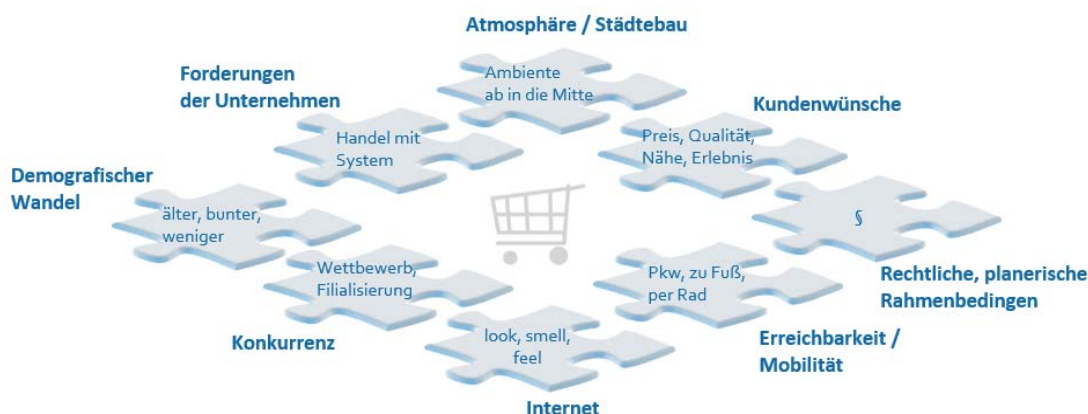 Atmosphäre / Städtebau
Ambiente
ab in die Mitte
Forderungen
der Unternehmen
Handel mit
System
Kundenwünsche
Preis, Qualität,
Nähe, Erlebnis
Demografischer
Wandel
älter, bunter,
weniger
§
Rechtliche, planerische
Rahmenbedingen
Wettbewerb,
Filialisierung
Konkurrenz
Pkw, zu Fuß,
per Rad
Erreichbarkeit /
Mobilität
look, smell,
feel
Internet